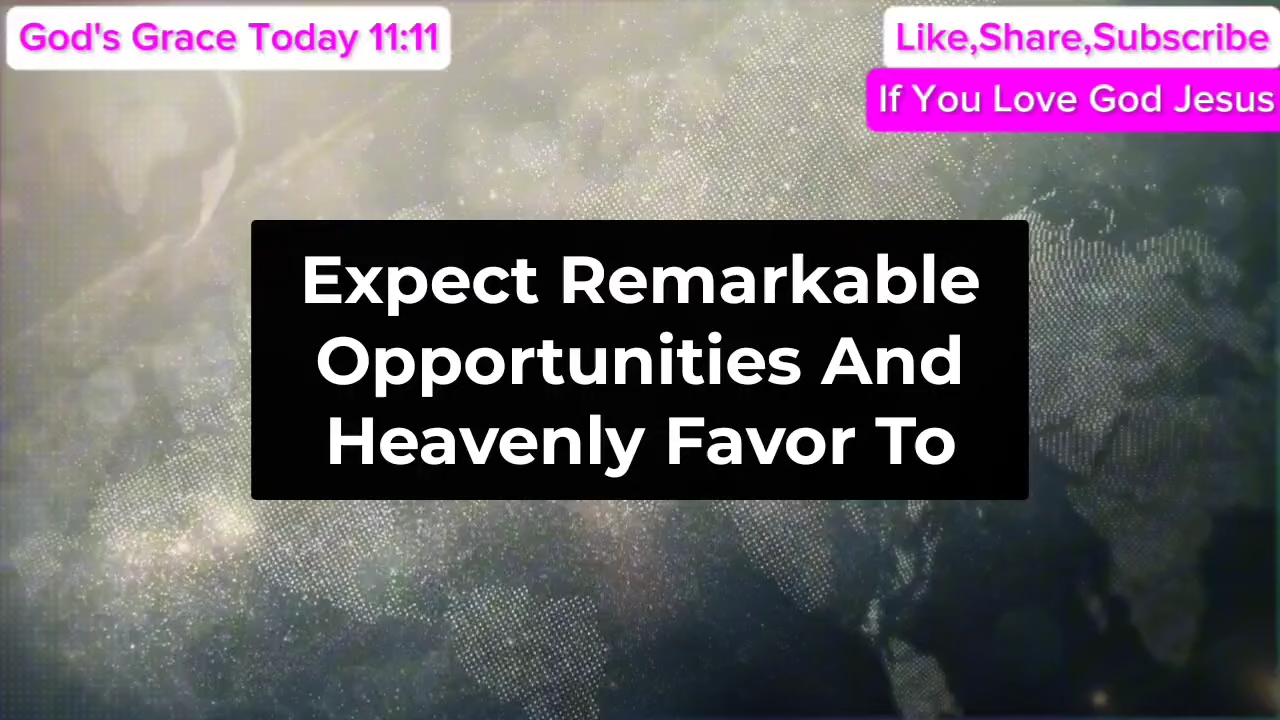 God's Grace Today 11:11
Like,Share,Subscribe
If You Love God Jesus
Expect Remarkable
Opportunities And
Heavenly Favor To